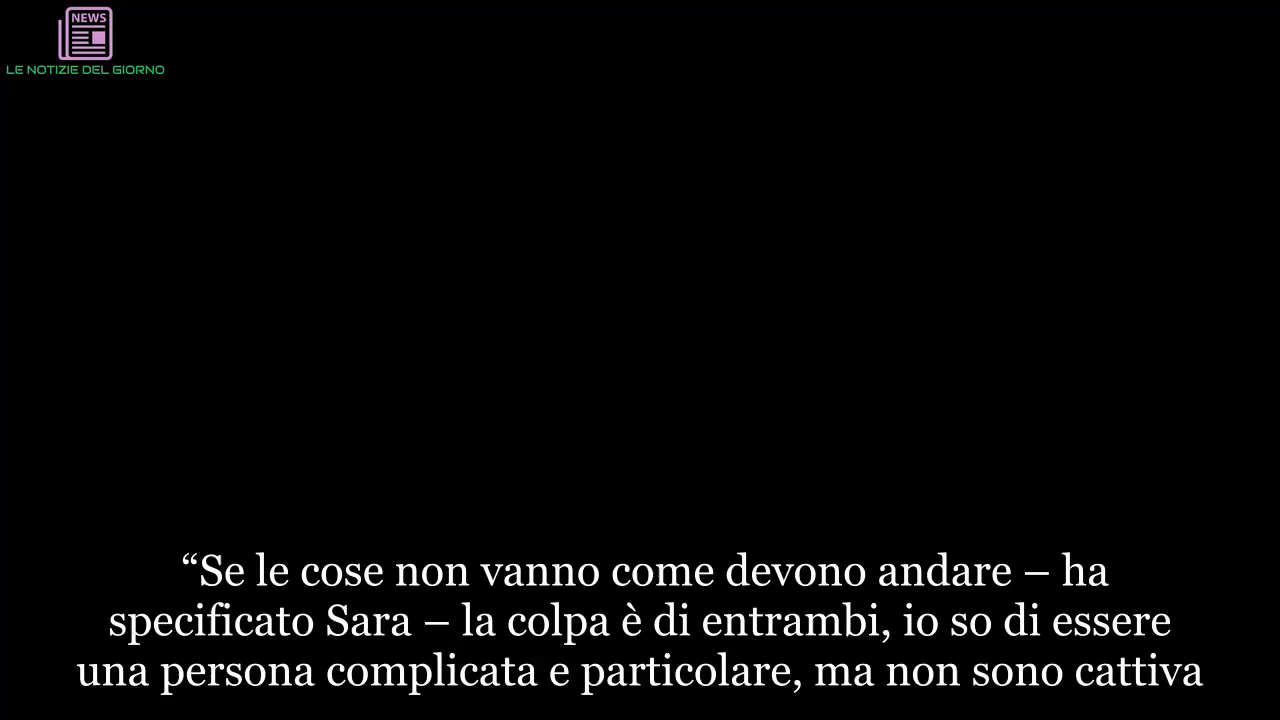 NEWS
LE NOTIZIE DEL GIORNO
“Se le cose non vanno come devono andare – ha
specificato Sara – la colpa è di entrambi, io so di essere
una persona complicata e particolare, ma non sono cattiva